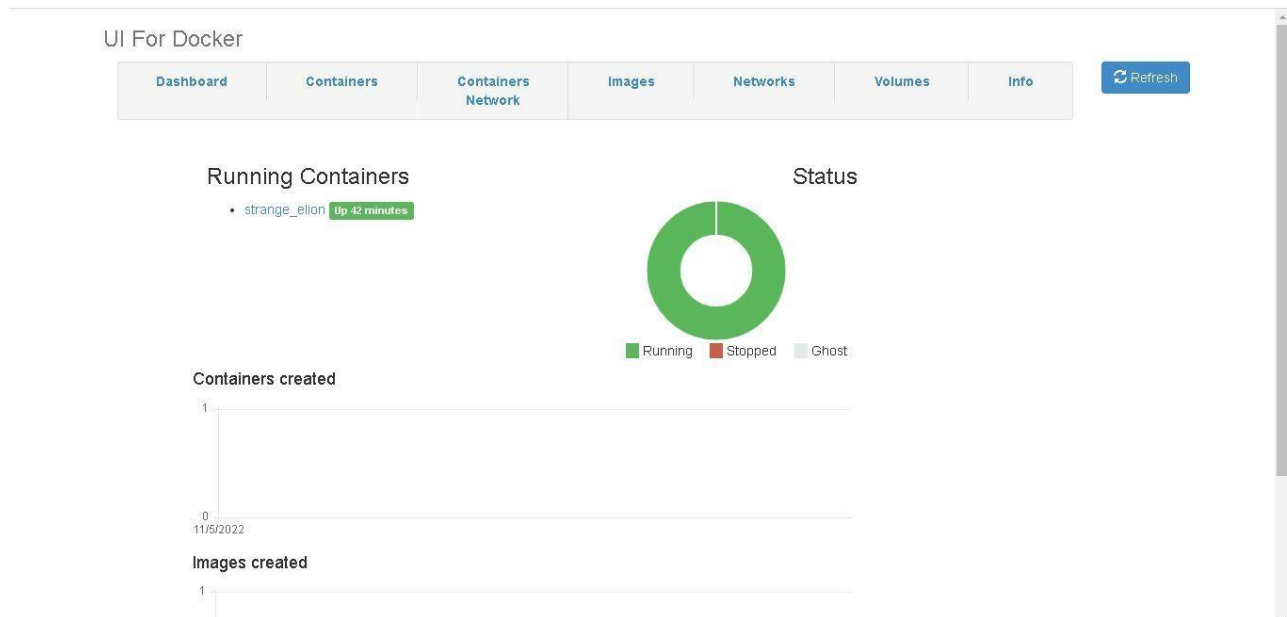 UI For Docker
Dashboard Containers Containers Network Images Networks Volumes Info Refresh
Running Containers
strange_elion Up 42 minutes
Status
Running Stopped Ghost
Containers created
1
0
11/5/2022
Images created
1